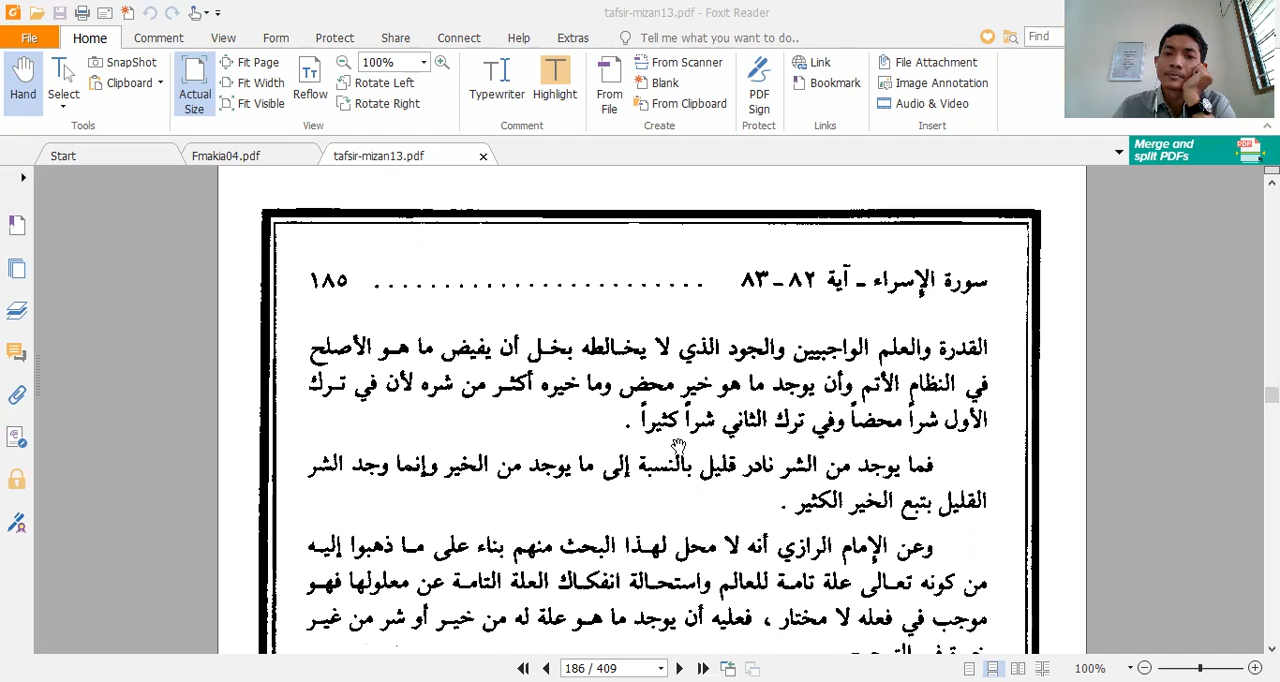 tafsir-mizan13.pdf - Foxit Reader
File Home Comment View Form Protect Share Connect Help Extras Tell me what you want to do.. Find
Hand Select SnapShot Clipboard Actual Size Fit Page Fit Width Fit Visible Reflow 100% Rotate Left Rotate Right Typewriter Highlight From File From Scanner Blank From Clipboard PDF Sign Link Bookmark File Attachment Image Annotation Audio & Video
Tools View Comment Create Protect Links Insert
Start Fmakia04.pdf tafsir-mizan13.pdf
Merge and
split PDFs
سورة الإسراء ـ آية ٨٢ ـ ٨٣ . . . . . . . . . . . . . . . . . . . . . . . . ١٨٥
القدرة والعلم الواجبيين والجود الذي لا يخالطه بخل أن يفيض ما هو الأصلح
في النظام الأتم وأن يوجد ما هو خير محض وما خيره أكثر من شره لأن في ترك
الأول شراً محضاً وفي ترك الثاني شراً كثيراً .
فما يوجد من الشر نادر قليل بالنسبة إلى ما يوجد من الخير وإنما وجد الشر
القليل بتبع الخير الكثير .
وعن الإمام الرازي أنه لا محل لهذا البحث منهم بناء على ما ذهبوا إليه
من كونه تعالى علة تامة للعالم واستحالة انفكاك العلة التامة عن معلولها فهو
موجب في فعله لا مختار ، فعليه أن يوجد ما هو علة له من خير أو شر من غير
186 / 409 100%